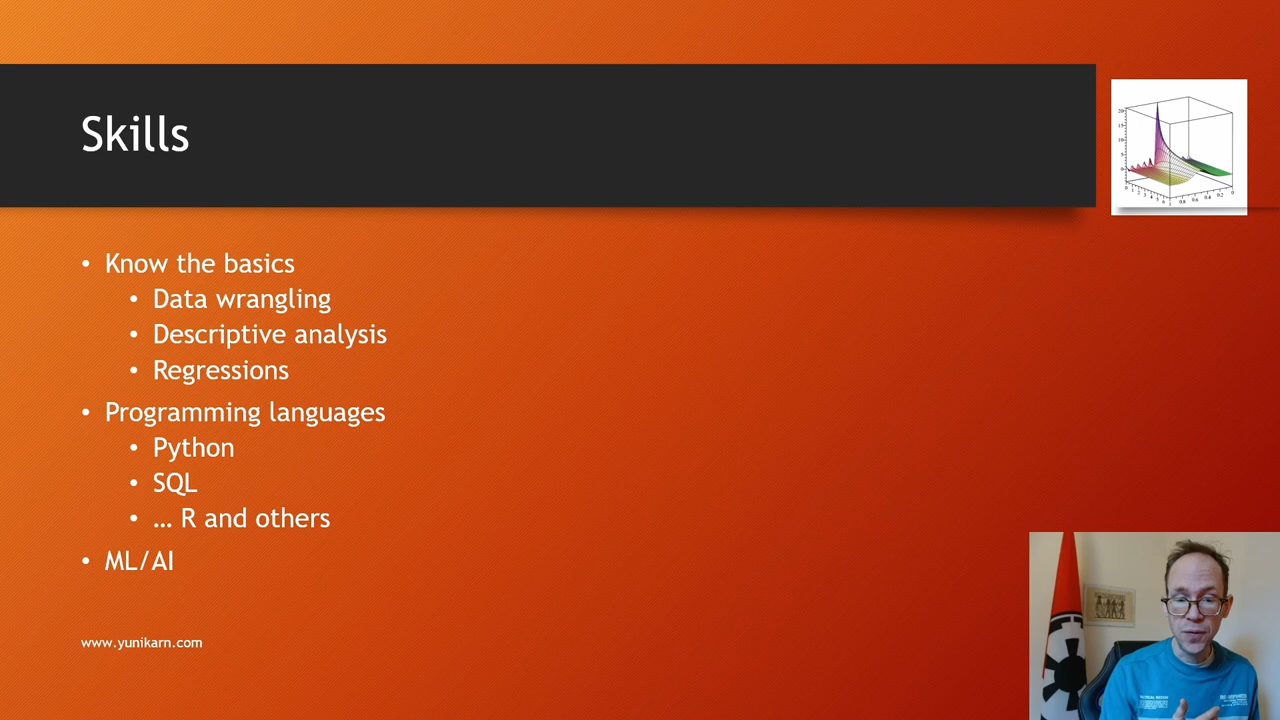 Skills
• Know the basics
• Data wrangling
• Descriptive analysis
• Regressions
• Programming languages
• Python
• SQL
• … R and others
• ML/AI
www.yunikarn.com